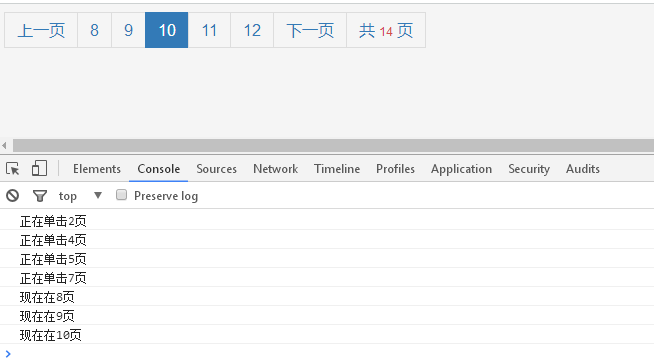 上一页 8 9 10 11 12 下一页 共 14 页
Elements Console Sources Network Timeline Profiles Application Security Audits
top Preserve log
正在单击2页
正在单击4页
正在单击5页
正在单击7页
现在在8页
现在在9页
现在在10页